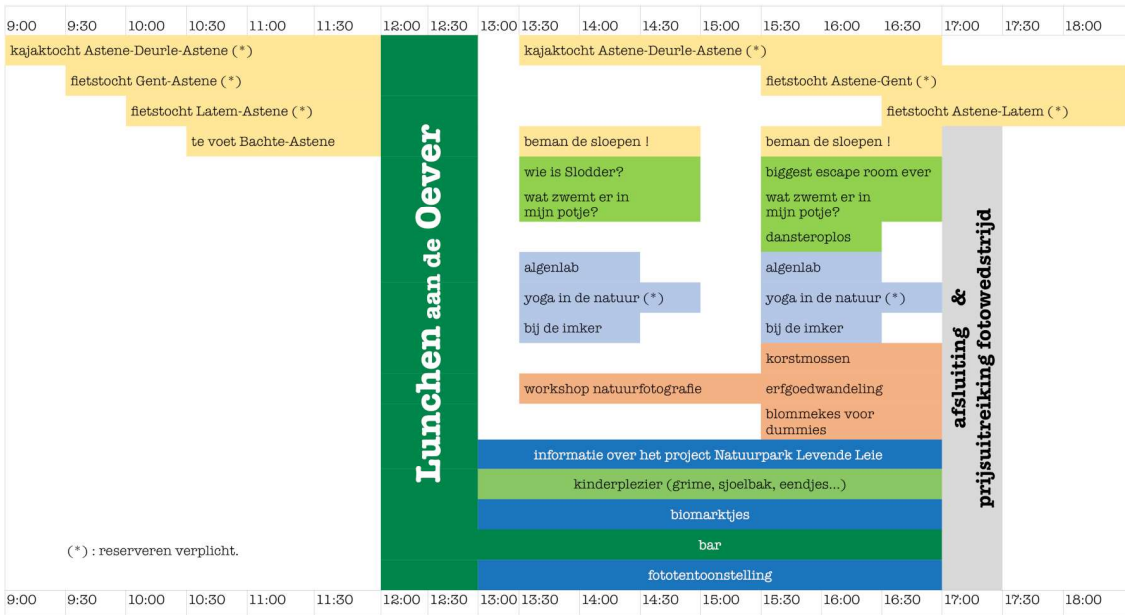 9:00 9:30 10:00 10:30 11:00 11:30 12:00 12:30 13:00 13:30 14:00 14:30 15:30 16:00 16:30 17:00 17:30 18:00
kajaktocht Astene-Deurle-Astene (*)
kajaktocht Astene-Deurle-Astene (*)
fietstocht Gent-Astene (*)
fietstocht Astene-Gent (*)
fietstocht Latem-Astene (*)
fietstocht Astene-Latem (*)
te voet Bachte-Astene
beman de sloepen !
beman de sloepen !
Lunchen aan de Oever
wie is Slodder?
biggest escape room ever
wat zwemt er in
mijn potje?
wat zwemt er in
mijn potje?
dansteroplos
algenlab
algenlab
yoga in de natuur (*)
yoga in de natuur (*)
bij de imker
bij de imker
korstmossen
workshop natuurfotografie
erfgoedwandeling
blommekes voor
dummies
afsluiting &
prijsuitreiking fotowedstrijd
informatie over het project Natuurpark Levende Leie
kinderplezier (grime, sjoelbak, eendjes...)
biomarktjes
(*) : reserveren verplicht.
bar
fototentoonstelling
9:00 9:30 10:00 10:30 11:00 11:30 12:00 12:30 13:00 13:30 14:00 14:30 15:30 16:00 16:30 17:00 17:30 18:00